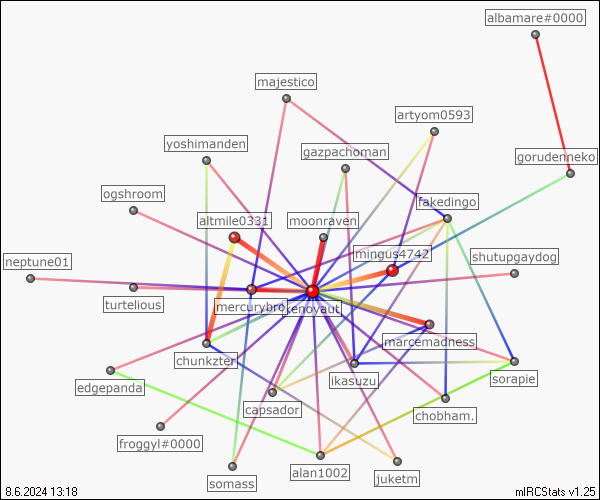 albamare#0000
majestico
artyom0593
yoshimanden
gazpachoman
gorudenneko
ogshroom
fakedingo
altmile0331
moonraven
mingus4742
neptune01
shutupgaydog
turtelious
mercurybro
xenoyaut
marcemadness
chunkzter
edgepanda
ikasuzu
sorapie
capsador
chobham.
froggyl#0000
alan1002
somass
juketm
8.6.2024 13:18
mIRCStats v1.25